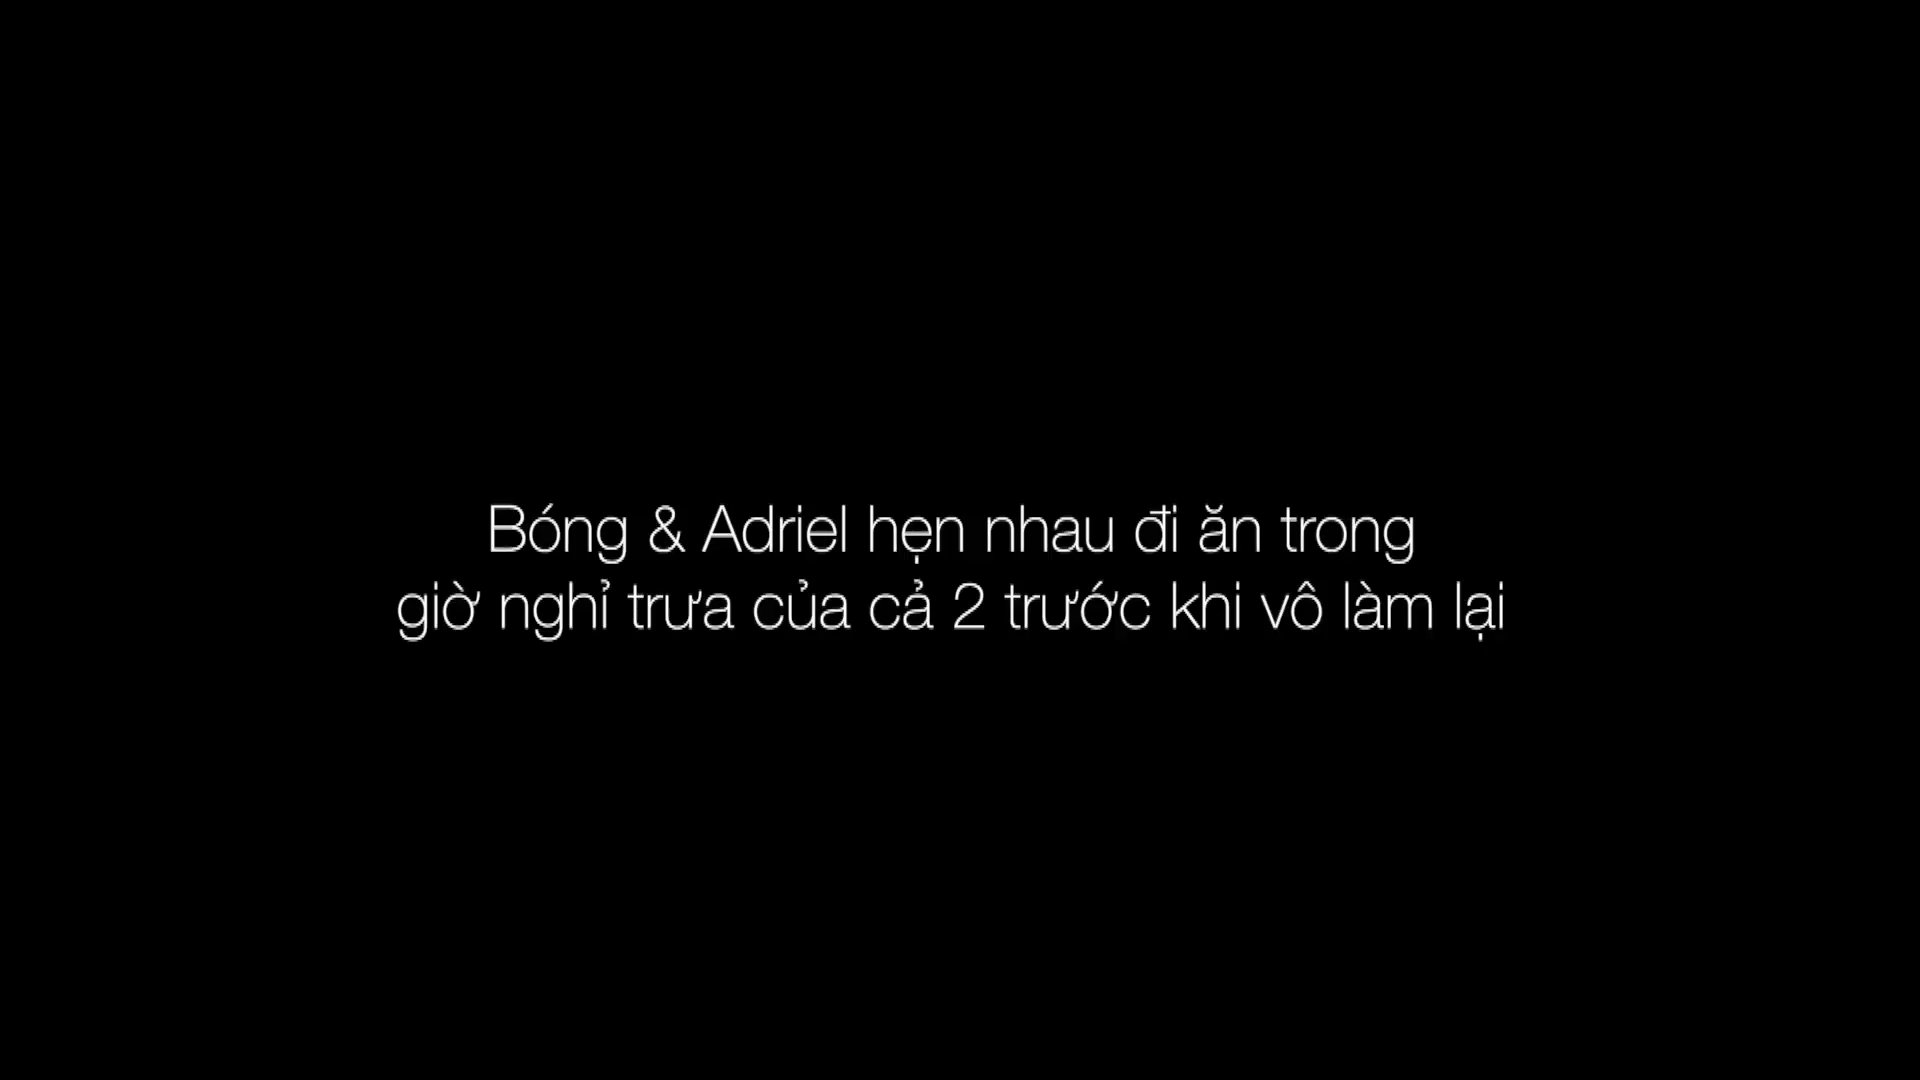 Bóng & Adriel hẹn nhau đi ăn trong
giờ nghỉ trưa của cả 2 trước khi vô làm lại